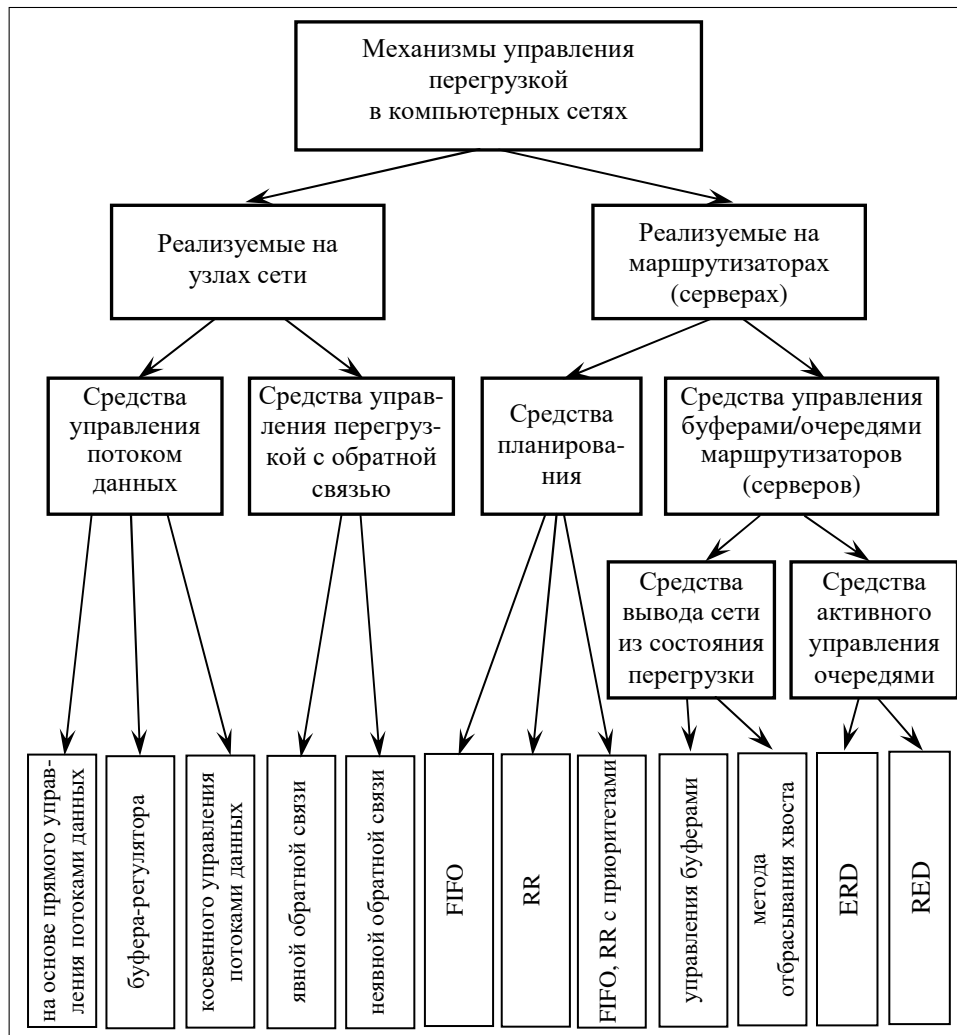 Механизмы управления
перегрузкой
в компьютерных сетях
Реализуемые на
узлах сети
Реализуемые на
маршрутизаторах
(серверах)
Средства
управления
потоком
данных
Средства управ-
ления перегруз-
кой с обратной
связью
Средства
планирова-
ния
Средства управления
буферами/очередями
маршрутизаторов
(серверов)
Средства
вывода сети
из состояния
перегрузки
Средства
активного
управления
очередями
на основе прямого управ-
ления потоками данных
буфера-регулятора
косвенного управления
потоками данных
явной обратной связи
неявной обратной связи
FIFO
RR
FIFO, RR с приоритетами
управления буферами
метода
отбрасывания хвоста
ERD
RED